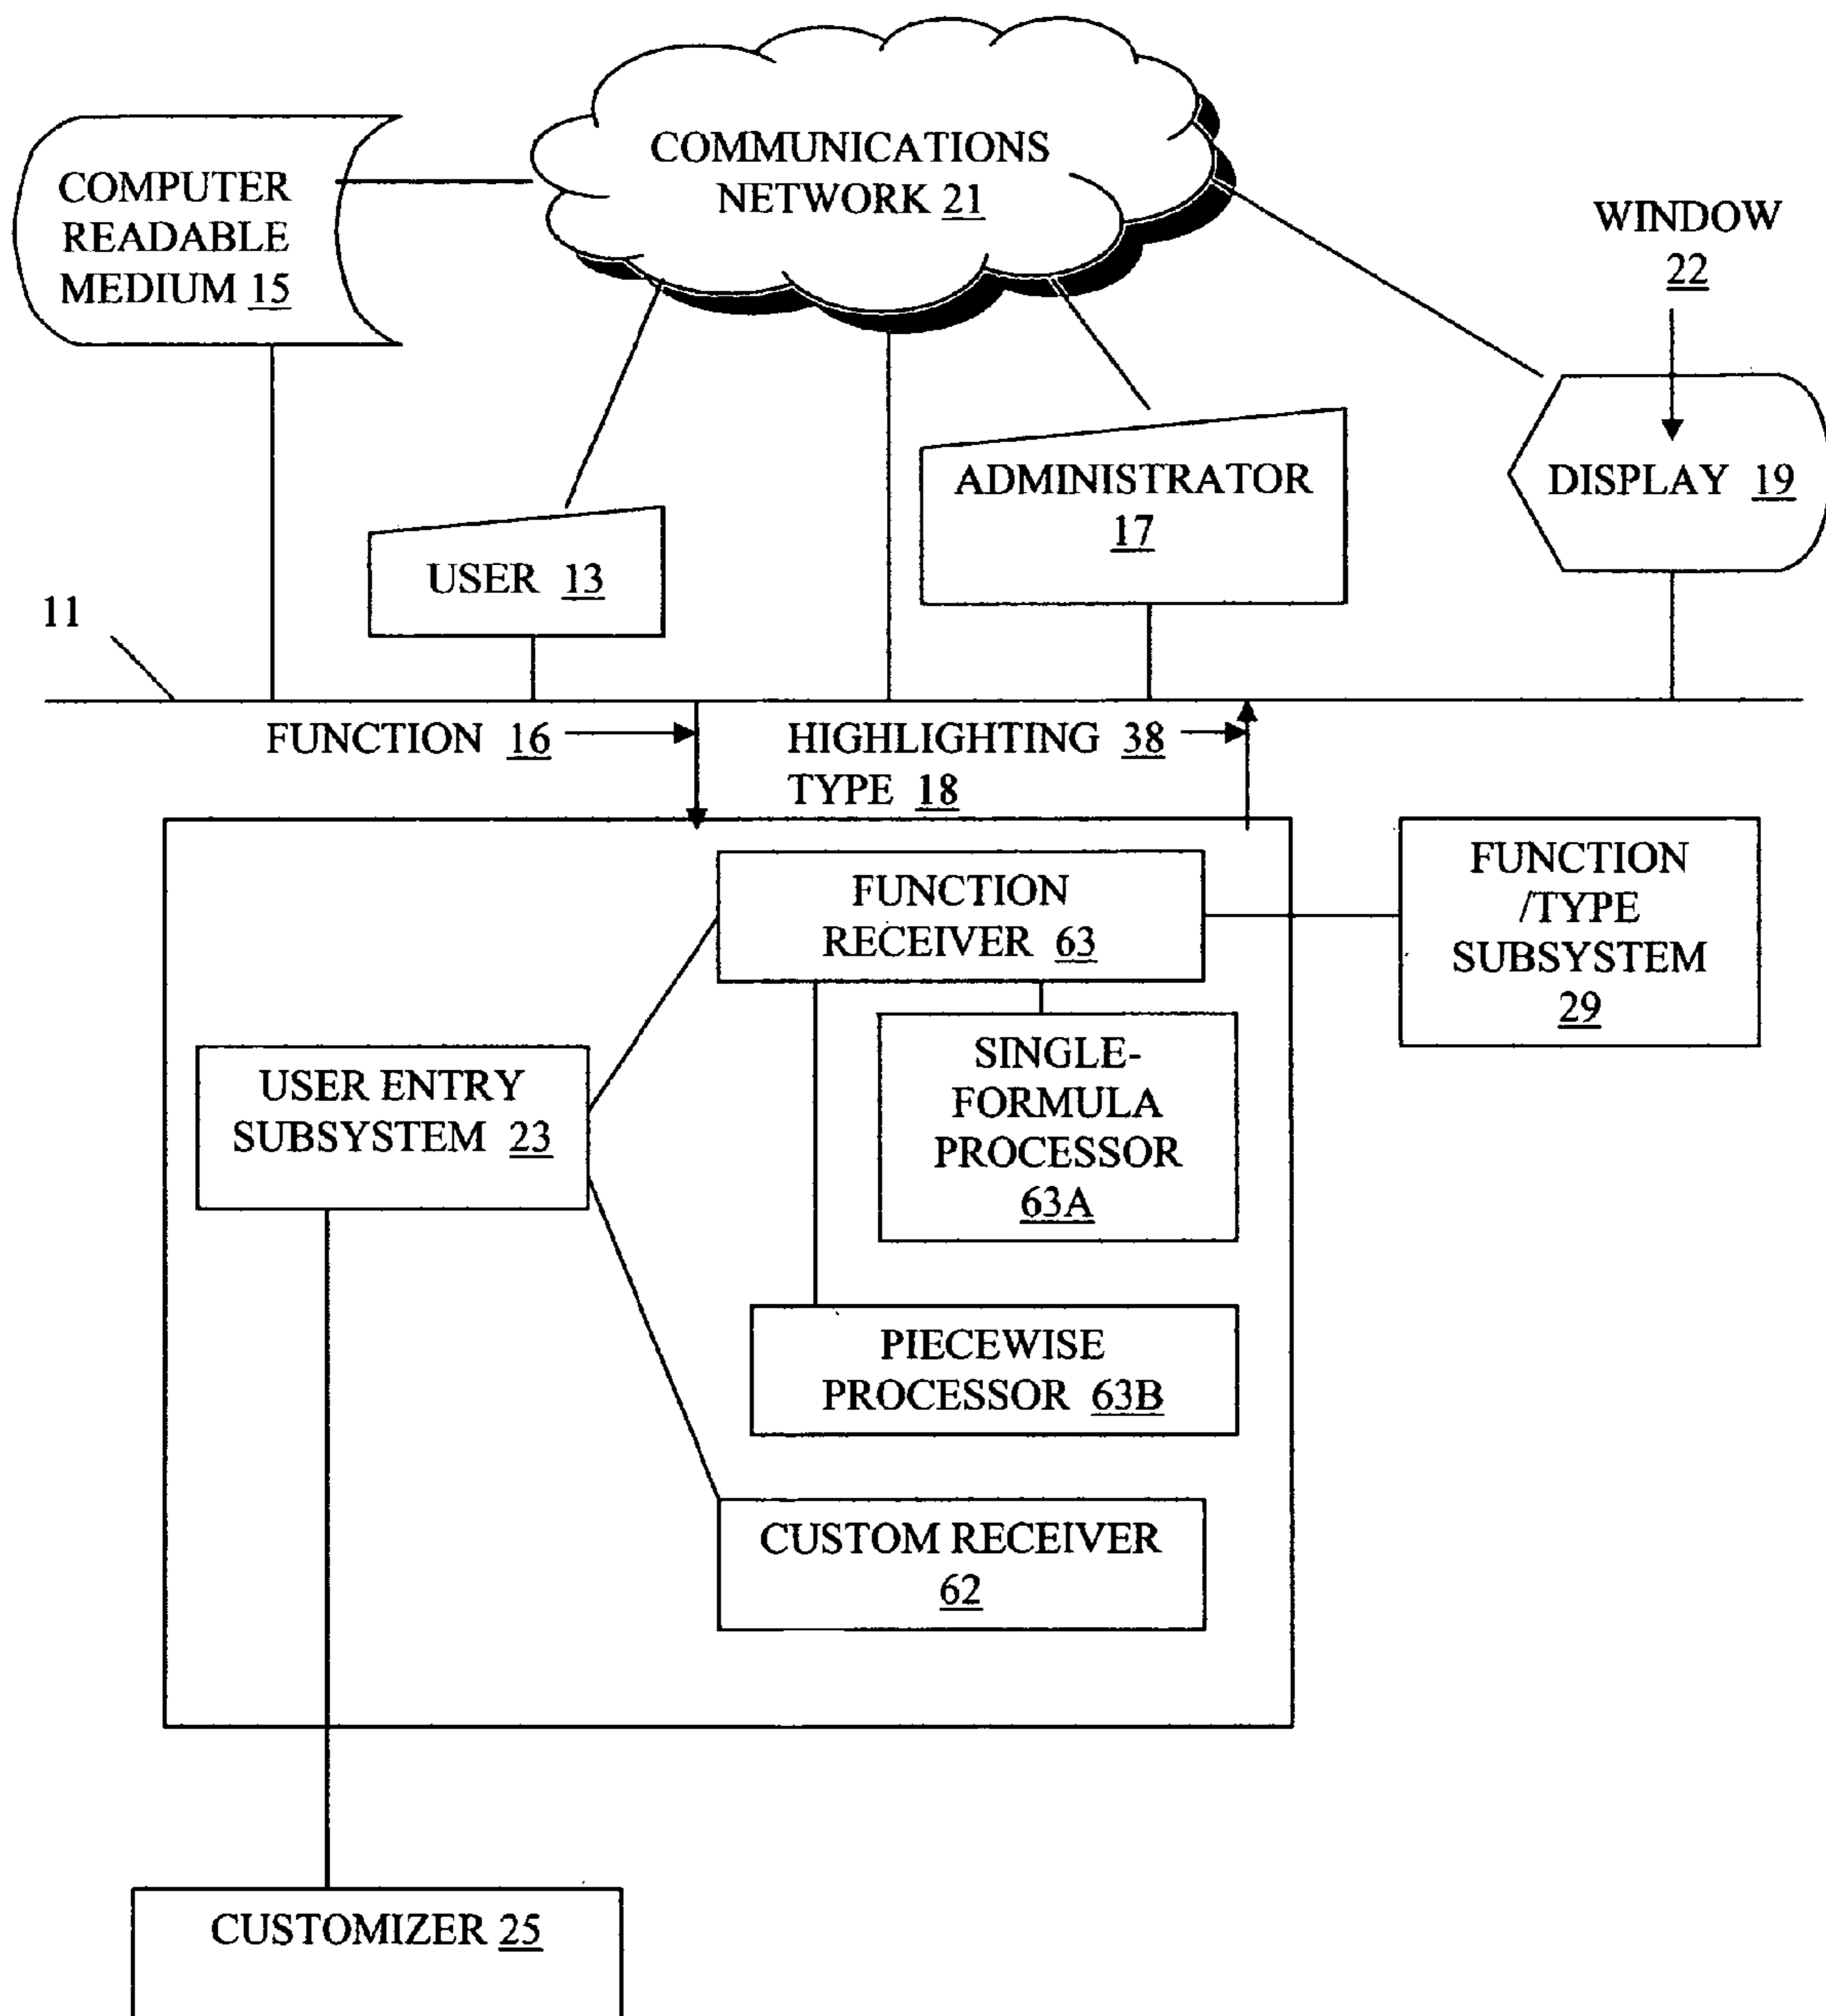 COMMUNICATIONS
NETWORK 21
COMPUTER
READABLE
MEDIUM 15
WINDOW
22
ADMINISTRATOR
17
DISPLAY 19
USER 13
11
FUNCTION 16
HIGHLIGHTING 38
TYPE 18
FUNCTION
RECEIVER 63
FUNCTION
/TYPE
SUBSYSTEM
29
SINGLE-
FORMULA
PROCESSOR
63A
USER ENTRY
SUBSYSTEM 23
PIECEWISE
PROCESSOR 63B
CUSTOM RECEIVER
62
CUSTOMIZER 25